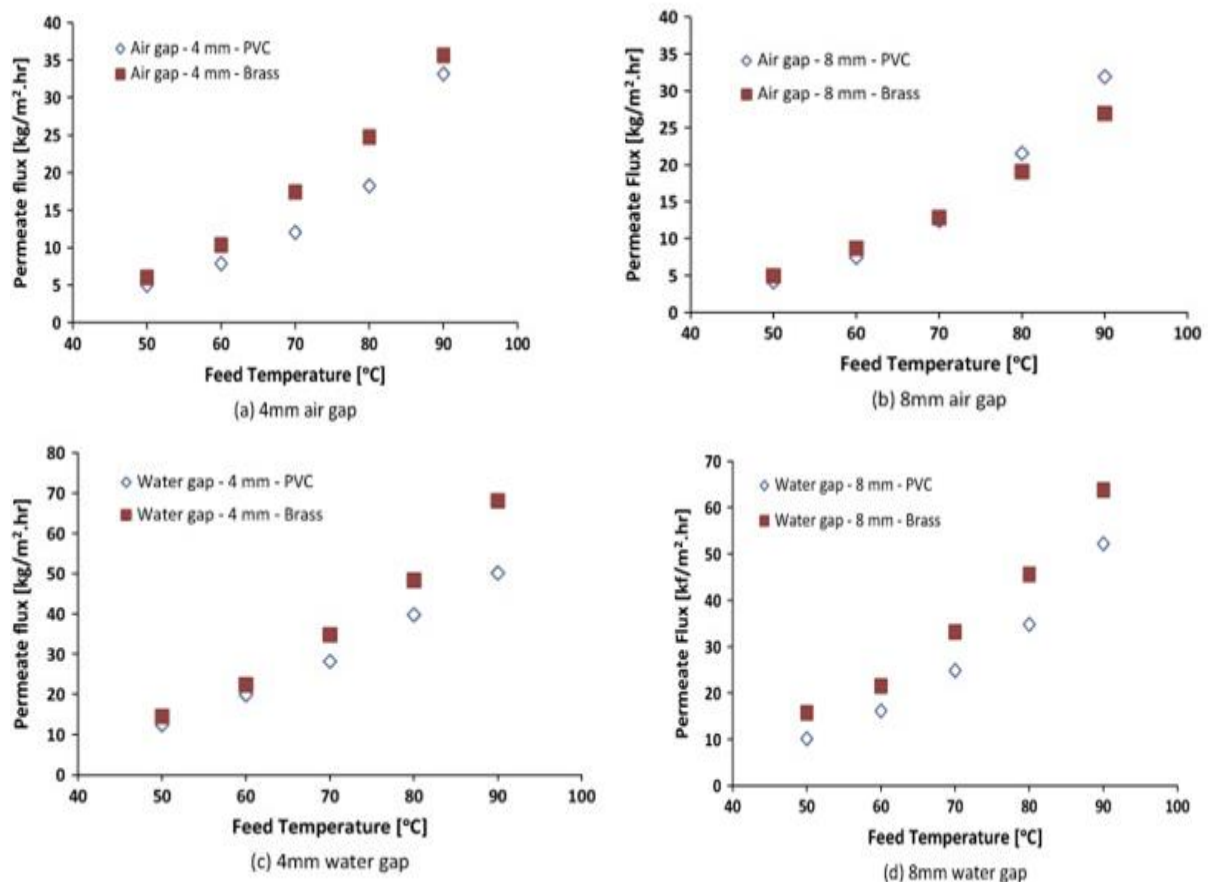 Permeate flux [kg/m².hr]
40
35
30
25
20
15
10
5
0
Air gap - 4 mm - PVC
Air gap - 4 mm - Brass
40 50 60 70 80 90 100
Feed Temperature [°C]
(a) 4mm air gap
Permeate Flux [kg/m².hr]
40
35
30
25
20
15
10
5
0
Air gap - 8 mm - PVC
Air gap - 8 mm - Brass
40 50 60 70 80 90 100
Feed Temperature [°C]
(b) 8mm air gap
Permeate flux [kg/m².hr]
80
70
60
50
40
30
20
10
0
Water gap - 4 mm - PVC
Water gap - 4 mm - Brass
40 50 60 70 80 90 100
Feed Temperature [°C]
(c) 4mm water gap
Permeate Flux [kf/m².hr]
70
60
50
40
30
20
10
0
Water gap - 8 mm - PVC
Water gap - 8 mm - Brass
40 50 60 70 80 90 100
Feed Temperature [°C]
(d) 8mm water gap